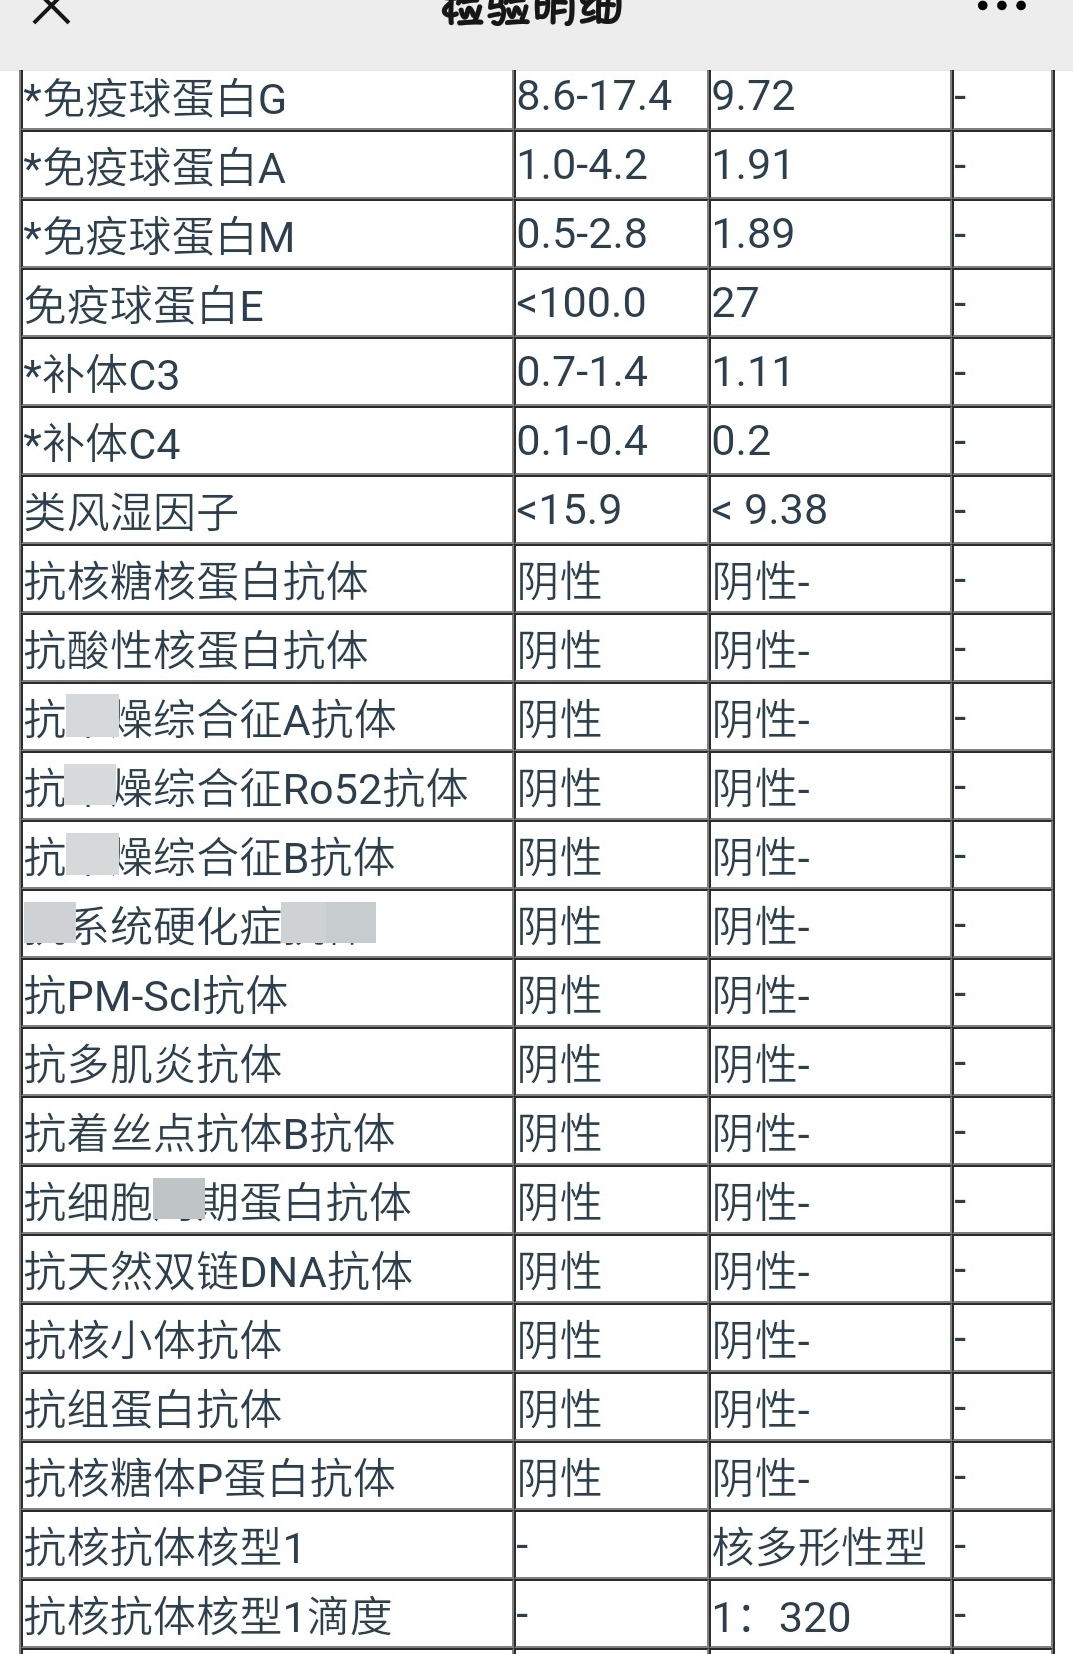 检验明细
*免疫球蛋白G 8.6-17.4 9.72 -
*免疫球蛋白A 1.0-4.2 1.91 -
*免疫球蛋白M 0.5-2.8 1.89 -
免疫球蛋白E <100.0 27 -
*补体C3 0.7-1.4 1.11 -
*补体C4 0.1-0.4 0.2 -
类风湿因子 <15.9 < 9.38 -
抗核糖核蛋白抗体 阴性 阴性- -
抗酸性核蛋白抗体 阴性 阴性- -
抗 燥综合征A抗体 阴性 阴性- -
抗 燥综合征Ro52抗体 阴性 阴性- -
抗 燥综合征B抗体 阴性 阴性- -
系统硬化症 阴性 阴性- -
抗PM-Scl抗体 阴性 阴性- -
抗多肌炎抗体 阴性 阴性- -
抗着丝点抗体B抗体 阴性 阴性- -
抗细胞 期蛋白抗体 阴性 阴性- -
抗天然双链DNA抗体 阴性 阴性- -
抗核小体抗体 阴性 阴性- -
抗组蛋白抗体 阴性 阴性- -
抗核糖体P蛋白抗体 阴性 阴性- -
抗核抗体核型1 - 核多形性型 -
抗核抗体核型1滴度 - 1：320 -